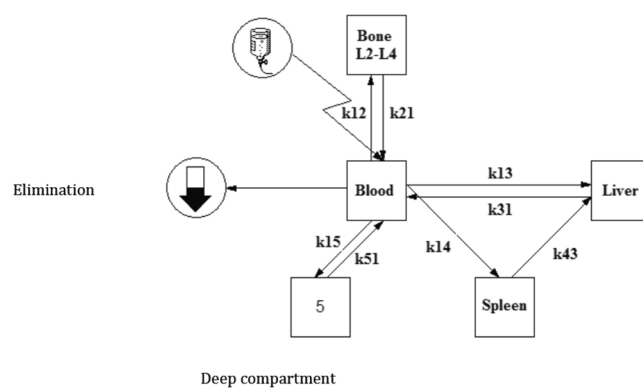 Bone
L2-L4
k12
k21
Elimination
Blood
k13
Liver
k31
k15
k14
k43
k51
5
Spleen
Deep compartment